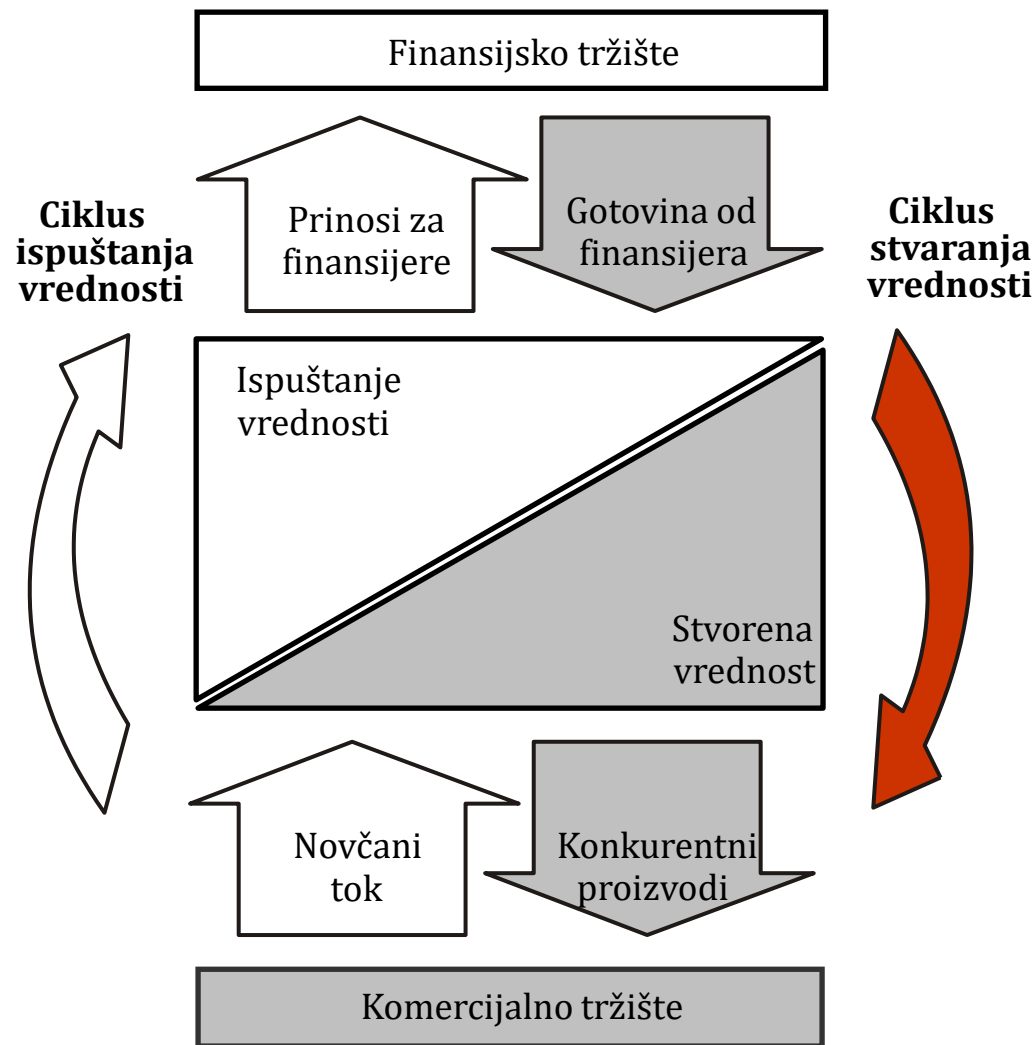 Finansijsko tržište
Ciklus
ispuštanja
vrednosti
Prinosi za
finansijere
Gotovina od
finansijera
Ciklus
stvaranja
vrednosti
Ispuštanje
vrednosti
Stvorena
vrednost
Novčani
tok
Konkurentni
proizvodi
Komercijalno tržište